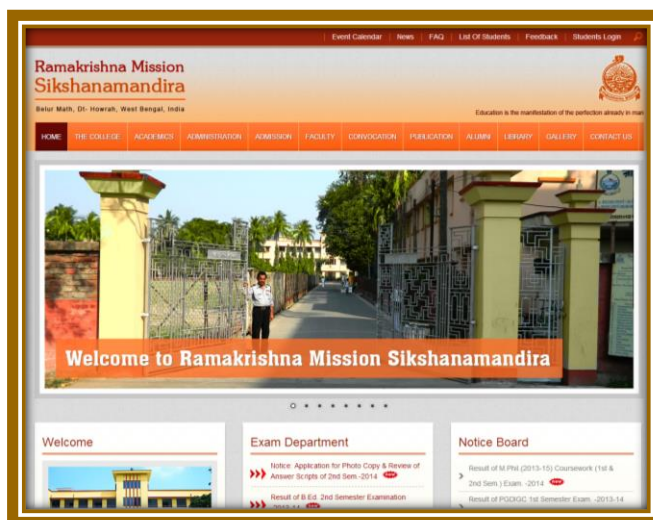 Event Calendar | News | FAQ | List Of Students | Feedback | Students Login
Ramakrishna Mission
Sikshanamandira
Belur Math, Dt- Howrah, West Bengal, India
Education is the manifestation of the perfection already in man
HOME THE COLLEGE ACADEMICS ADMINISTRATION ADMISSION FACULTY CONVOCATION PUBLICATION ALUMNI LIBRARY GALLERY CONTACT US
Welcome to Ramakrishna Mission Sikshanamandira
Welcome
Exam Department
Notice Application for Photo Copy & Review of
Answer Scripts of 2nd Sem.-2014
Result of B.Ed. 2nd Semester Examination
-2013-14
Notice Board
Result of M.Phil (2013-15) Coursework (1st &
2nd Sem.) Exam. -2014
Result of PGDIGC 1st Semester Exam. -2013-14